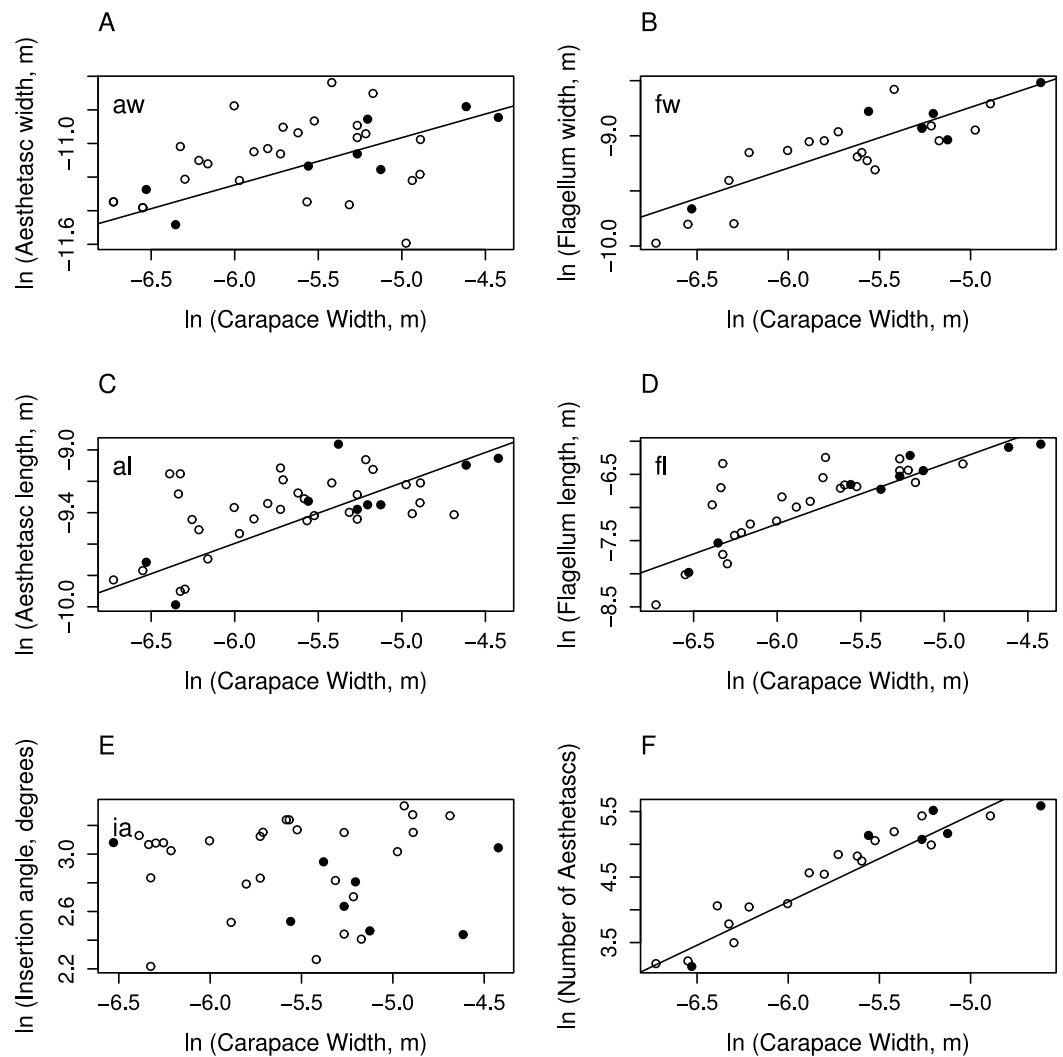 A
ln (Aesthetasc width, m)
aw
−11.0
−11.6
−6.5 −6.0 −5.5 −5.0 −4.5
ln (Carapace Width, m)
B
ln (Flagellum width, m)
fw
−9.0
−10.0
−6.5 −6.0 −5.5 −5.0
ln (Carapace Width, m)
C
ln (Aesthetasc length, m)
al
−9.0
−9.4
−10.0
−6.5 −6.0 −5.5 −5.0 −4.5
ln (Carapace Width, m)
D
ln (Flagellum length, m)
fl
−6.5
−7.5
−8.5
−6.5 −6.0 −5.5 −5.0 −4.5
ln (Carapace Width, m)
E
ln (Insertion angle, degrees)
ia
3.0
2.6
2.2
−6.5 −6.0 −5.5 −5.0 −4.5
ln (Carapace Width, m)
F
ln (Number of Aesthetascs)
5.5
4.5
3.5
−6.5 −6.0 −5.5 −5.0
ln (Carapace Width, m)